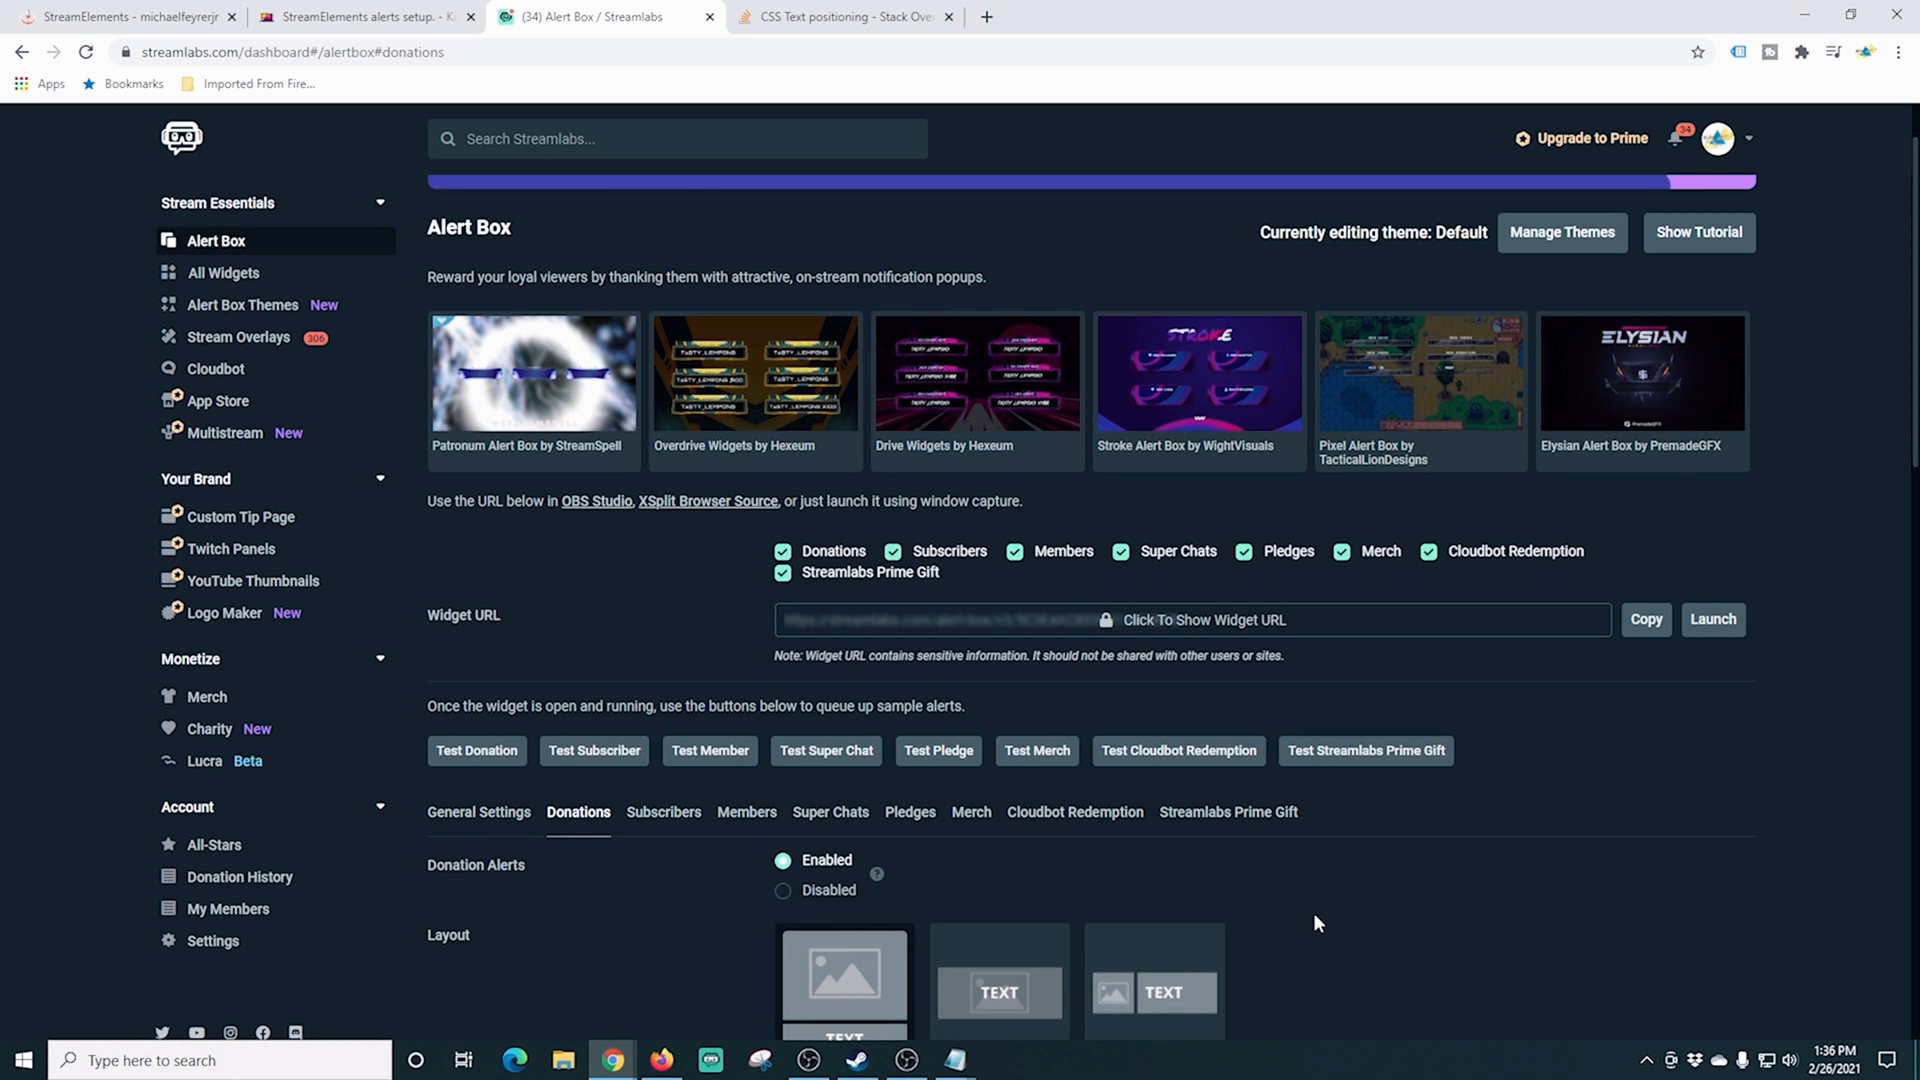 StreamElements - michaelfeyrerjr
StreamElements alerts setup. - Ki
(34) Alert Box / Streamlabs
CSS Text positioning - Stack Over
streamlabs.com/dashboard#/alertbox#donations
Apps
Bookmarks
Imported From Fire...
Search Streamlabs...
Upgrade to Prime
34
Stream Essentials
Alert Box
All Widgets
Alert Box Themes New
Stream Overlays 306
Cloudbot
App Store
Multistream New
Your Brand
Custom Tip Page
Twitch Panels
YouTube Thumbnails
Logo Maker New
Monetize
Merch
Charity New
Lucra Beta
Account
All-Stars
Donation History
My Members
Settings
Alert Box
Currently editing theme: Default
Manage Themes
Show Tutorial
Reward your loyal viewers by thanking them with attractive, on-stream notification popups.
STROKE
ELYSIAN
PremadeGFX
Patronum Alert Box by StreamSpell
Overdrive Widgets by Hexeum
Drive Widgets by Hexeum
Stroke Alert Box by WightVisuals
Pixel Alert Box by
TacticalLionDesigns
Elysian Alert Box by PremadeGFX
Use the URL below in OBS Studio, XSplit Browser Source, or just launch it using window capture.
Donations Subscribers Members Super Chats Pledges Merch Cloudbot Redemption
Streamlabs Prime Gift
Widget URL
Click To Show Widget URL
Copy
Launch
Note: Widget URL contains sensitive information. It should not be shared with other users or sites.
Once the widget is open and running, use the buttons below to queue up sample alerts.
Test Donation
Test Subscriber
Test Member
Test Super Chat
Test Pledge
Test Merch
Test Cloudbot Redemption
Test Streamlabs Prime Gift
General Settings Donations Subscribers Members Super Chats Pledges Merch Cloudbot Redemption Streamlabs Prime Gift
Donation Alerts
Enabled
?
Disabled
Layout
TEXT
TEXT
TEXT
Type here to search
1:36 PM
2/26/2021